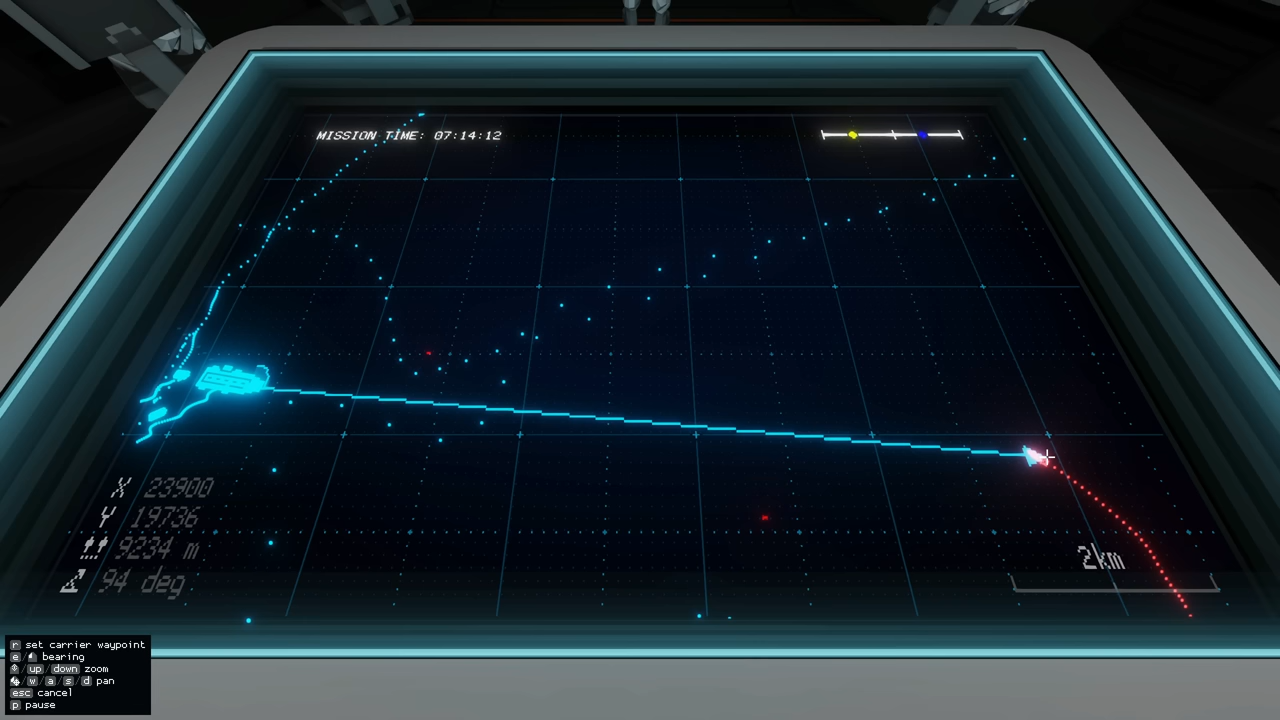 MISSION TIME: 07:14:12
X 23900
Y 19736
9234 m
94 deg
2km
r set carrier waypoint
e / bearing
/ up / down zoom
/ w / a / s / d pan
esc cancel
p pause